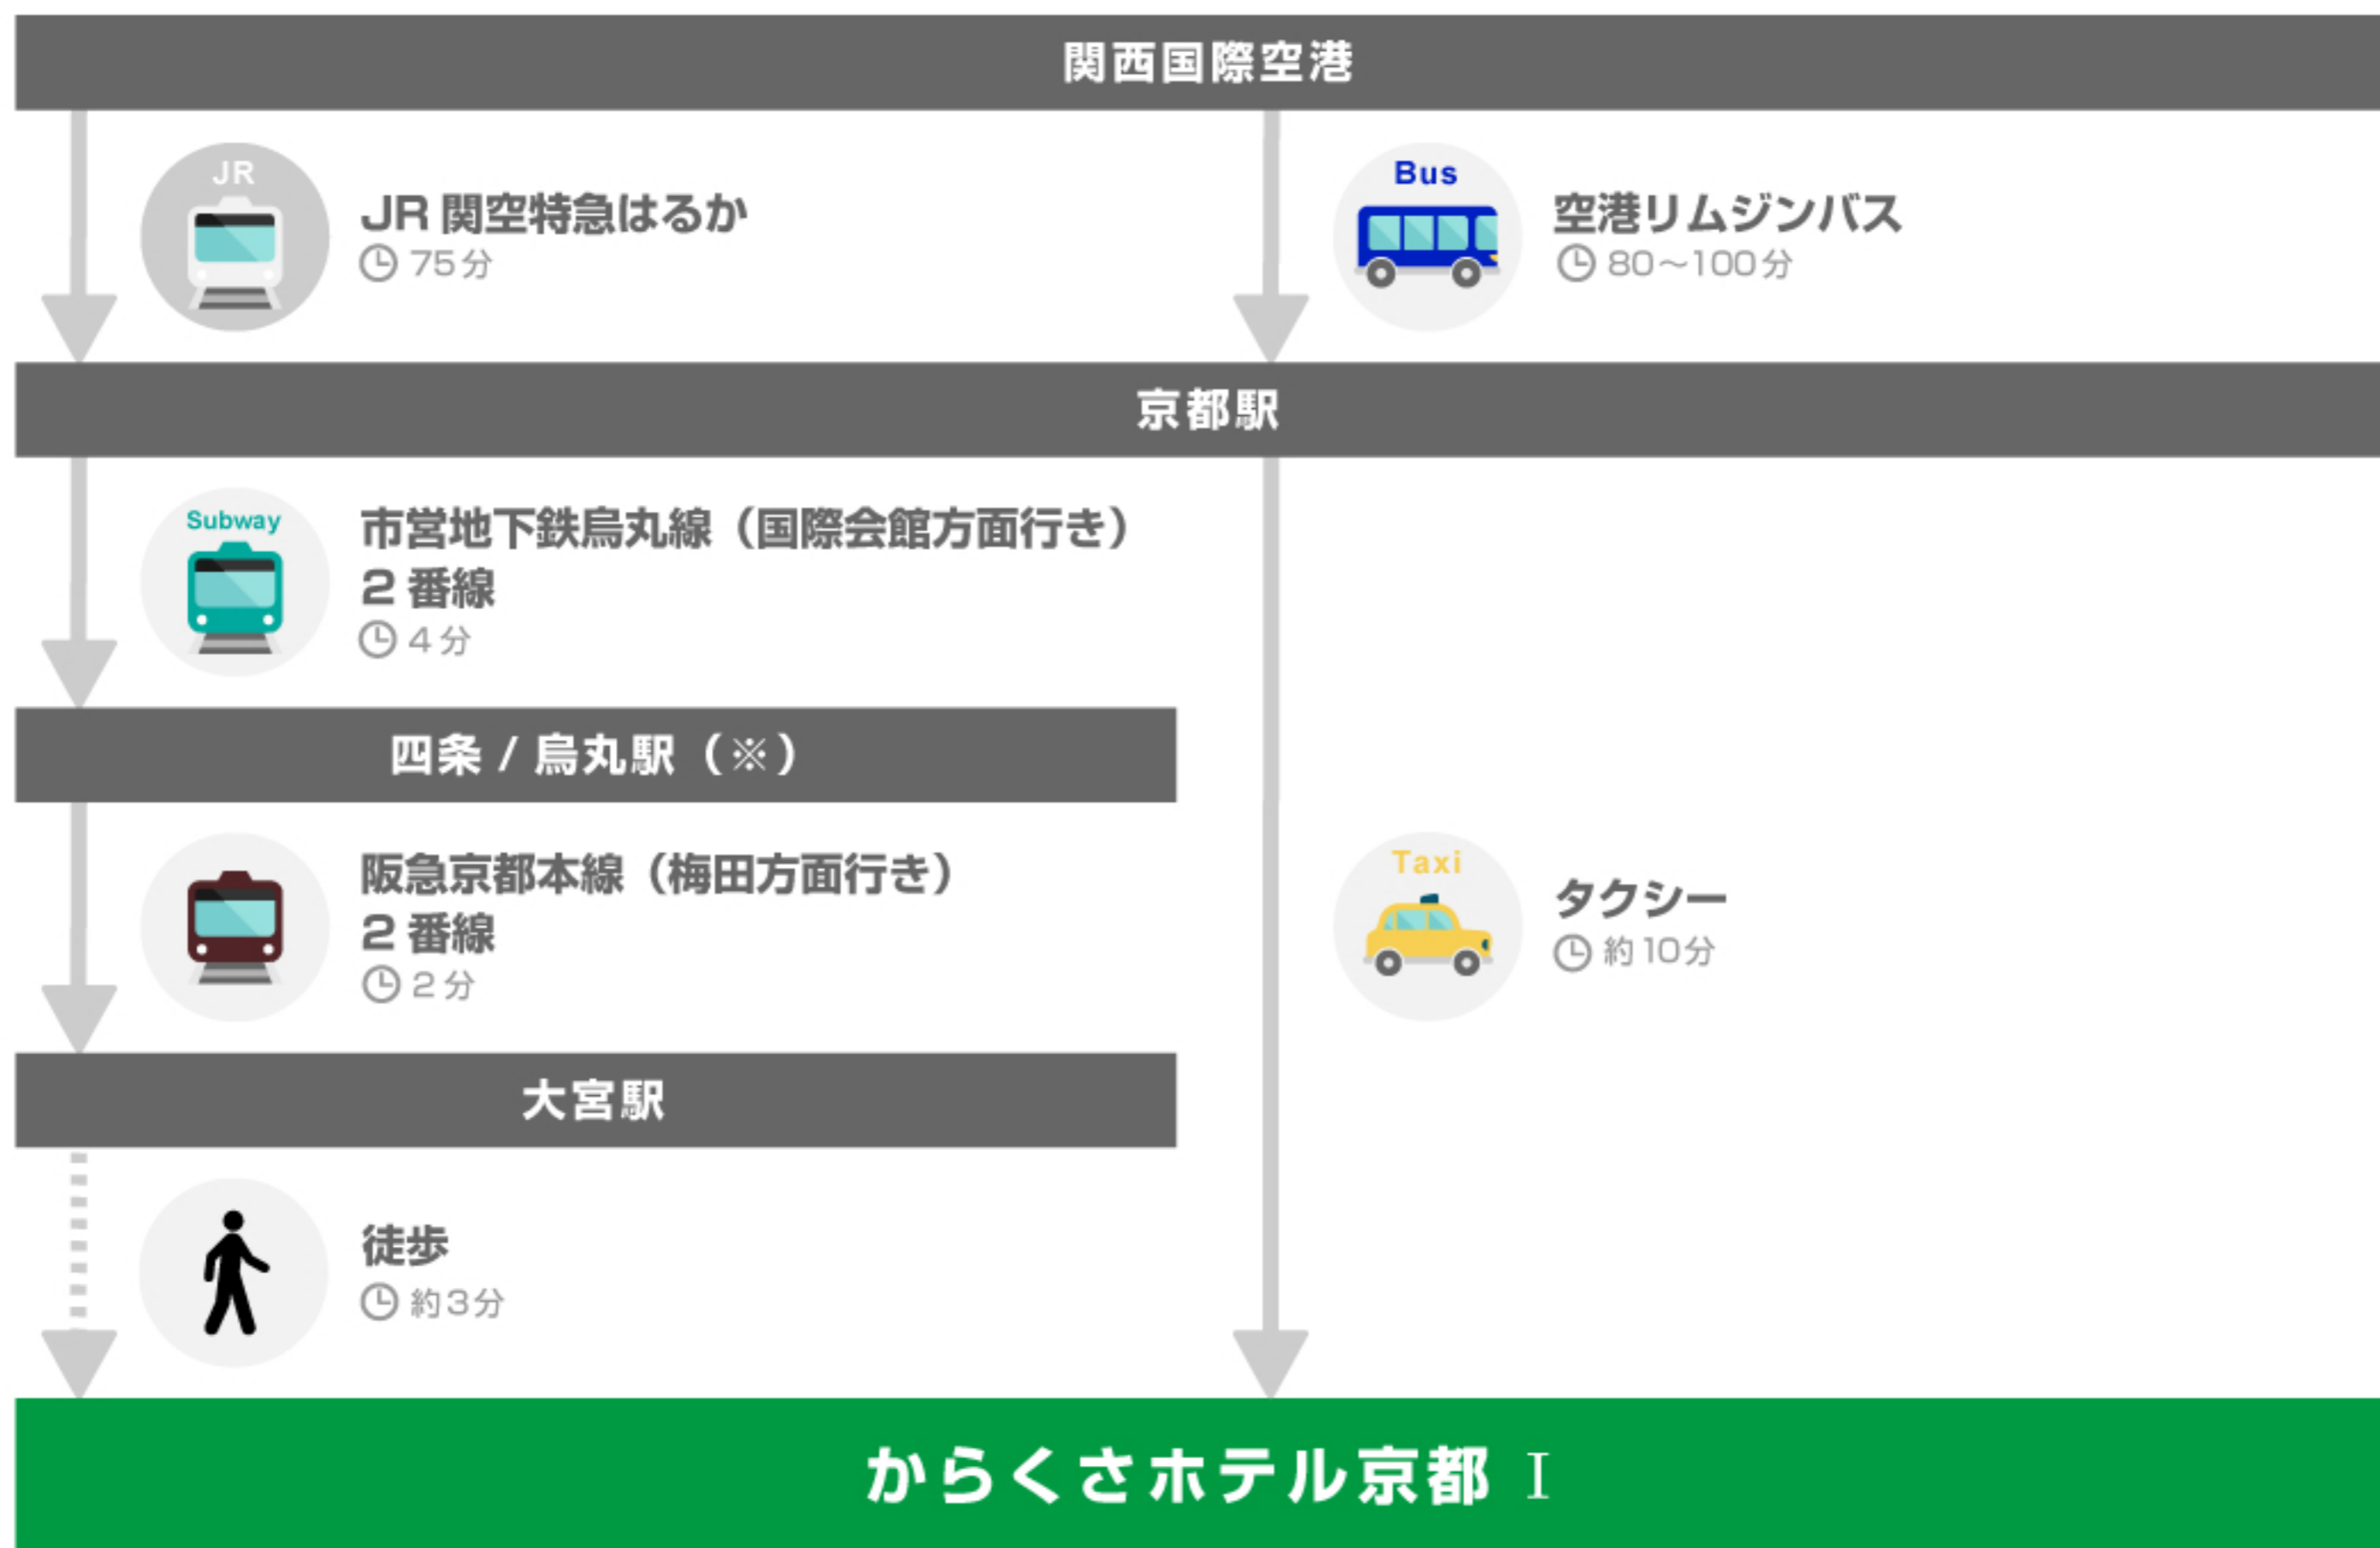 関西国際空港
JR
JR 関空特急はるか
75分
Bus
空港リムジンバス
80～100分
京都駅
Subway
市営地下鉄烏丸線（国際会館方面行き）
2 番線
4 分
四条 / 烏丸駅（※）
阪急京都本線（梅田方面行き）
2 番線
2 分
Taxi
タクシー
約10分
大宮駅
徒歩
約3分
からくさホテル京都 I